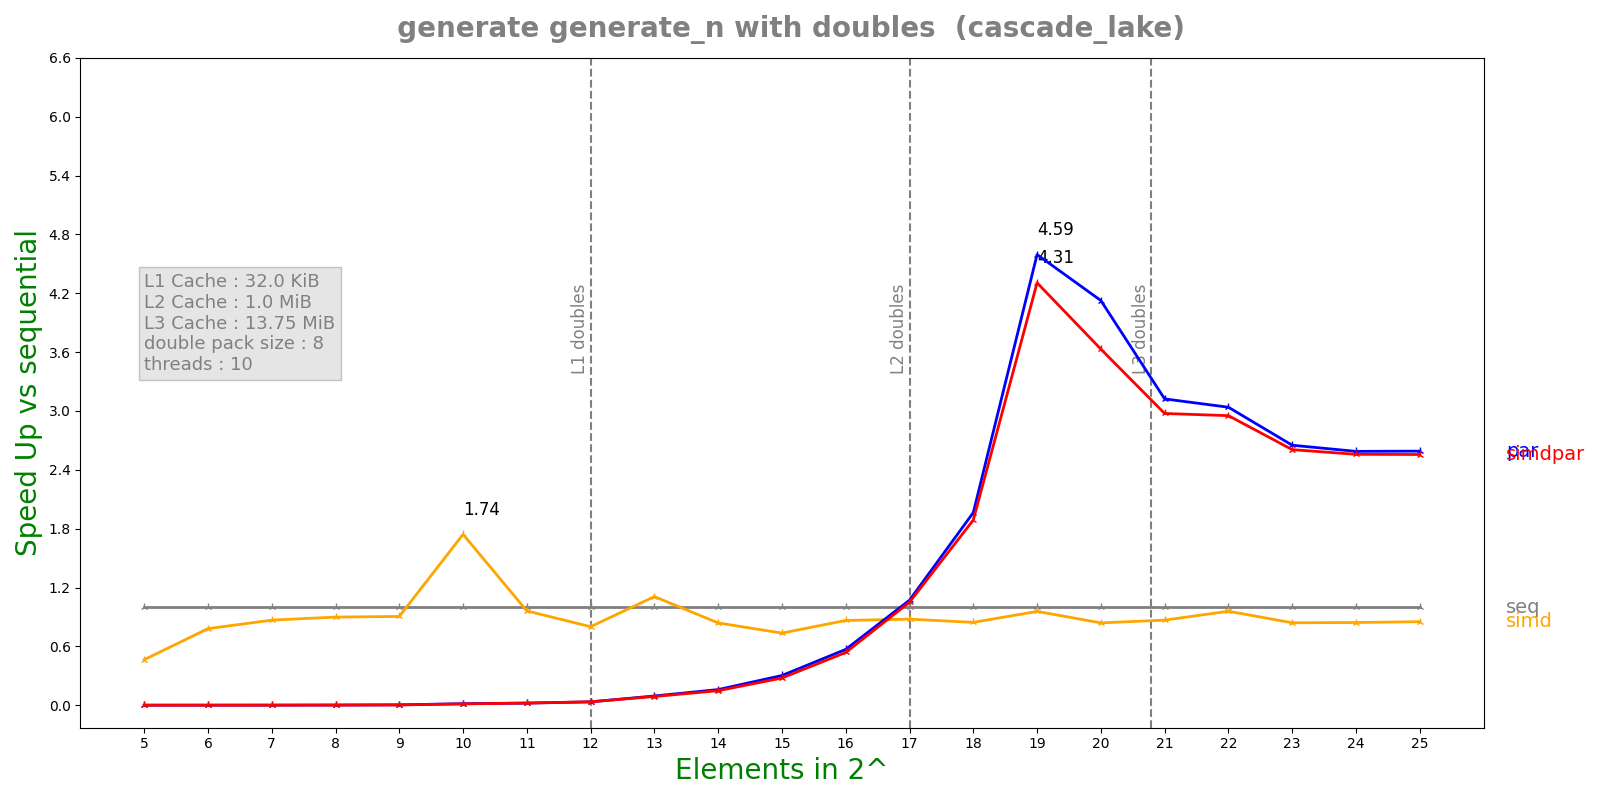 generate generate_n with doubles  (cascade_lake)
Speed Up vs sequential
6.6
6.0
5.4
4.8
4.2
3.6
3.0
2.4
1.8
1.2
0.6
0.0
L1 Cache : 32.0 KiB
L2 Cache : 1.0 MiB
L3 Cache : 13.75 MiB
double pack size : 8
threads : 10
L1 doubles
L2 doubles
L3 doubles
1.74
4.59
4.31
par
simdpar
seq
simd
5 6 7 8 9 10 11 12 13 14 15 16 17 18 19 20 21 22 23 24 25
Elements in 2^